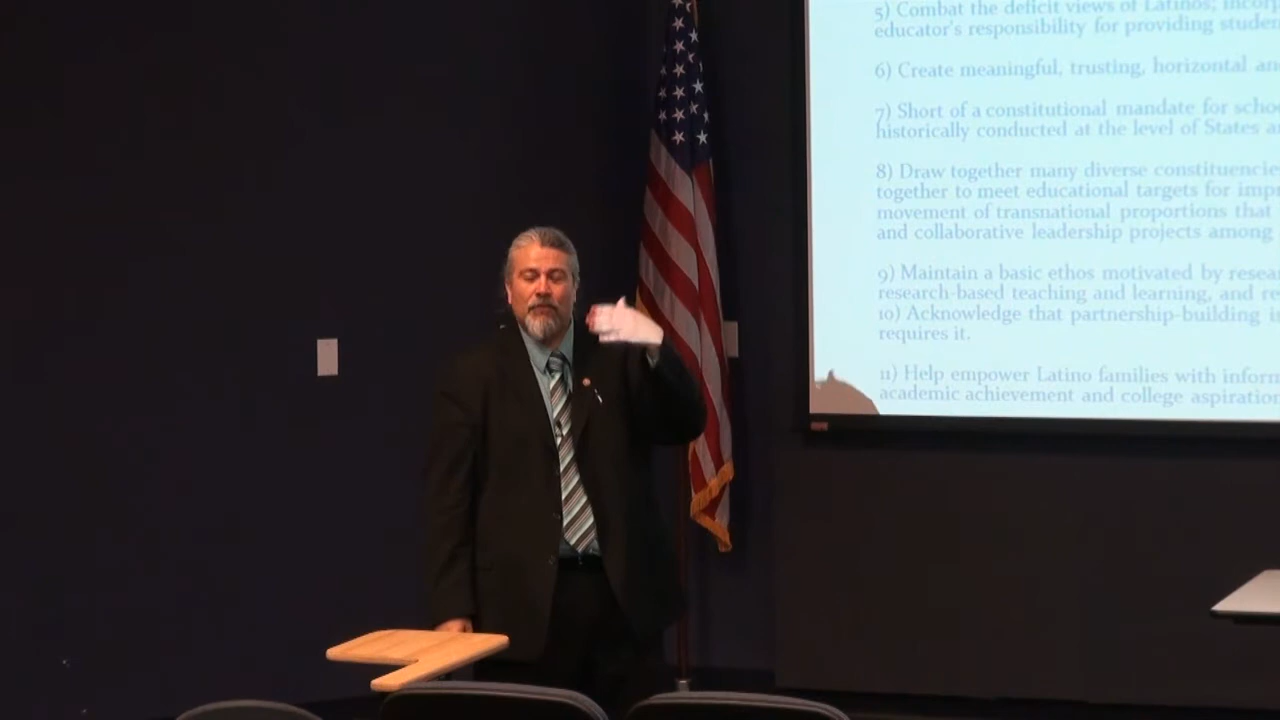 5) Combat the deficit views of Latinos; incorp
educator's responsibility for providing studen
6) Create meaningful, trusting, horizontal an
7) Short of a constitutional mandate for scho
historically conducted at the level of States a
8) Draw together many diverse constituencie
together to meet educational targets for imp
movement of transnational proportions that
and collaborative leadership projects among
9) Maintain a basic ethos motivated by resear
research-based teaching and learning, and re
10) Acknowledge that partnership-building i
requires it.
11) Help empower Latino families with inform
academic achievement and college aspiration